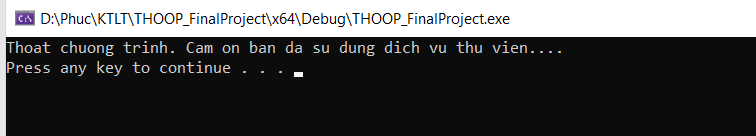 D:\Phuc\KTLT\THOOP_FinalProject\x64\Debug\THOOP_FinalProject.exe
Thoat chuong trinh. Cam on ban da su dung dich vu thu vien....
Press any key to continue . . .